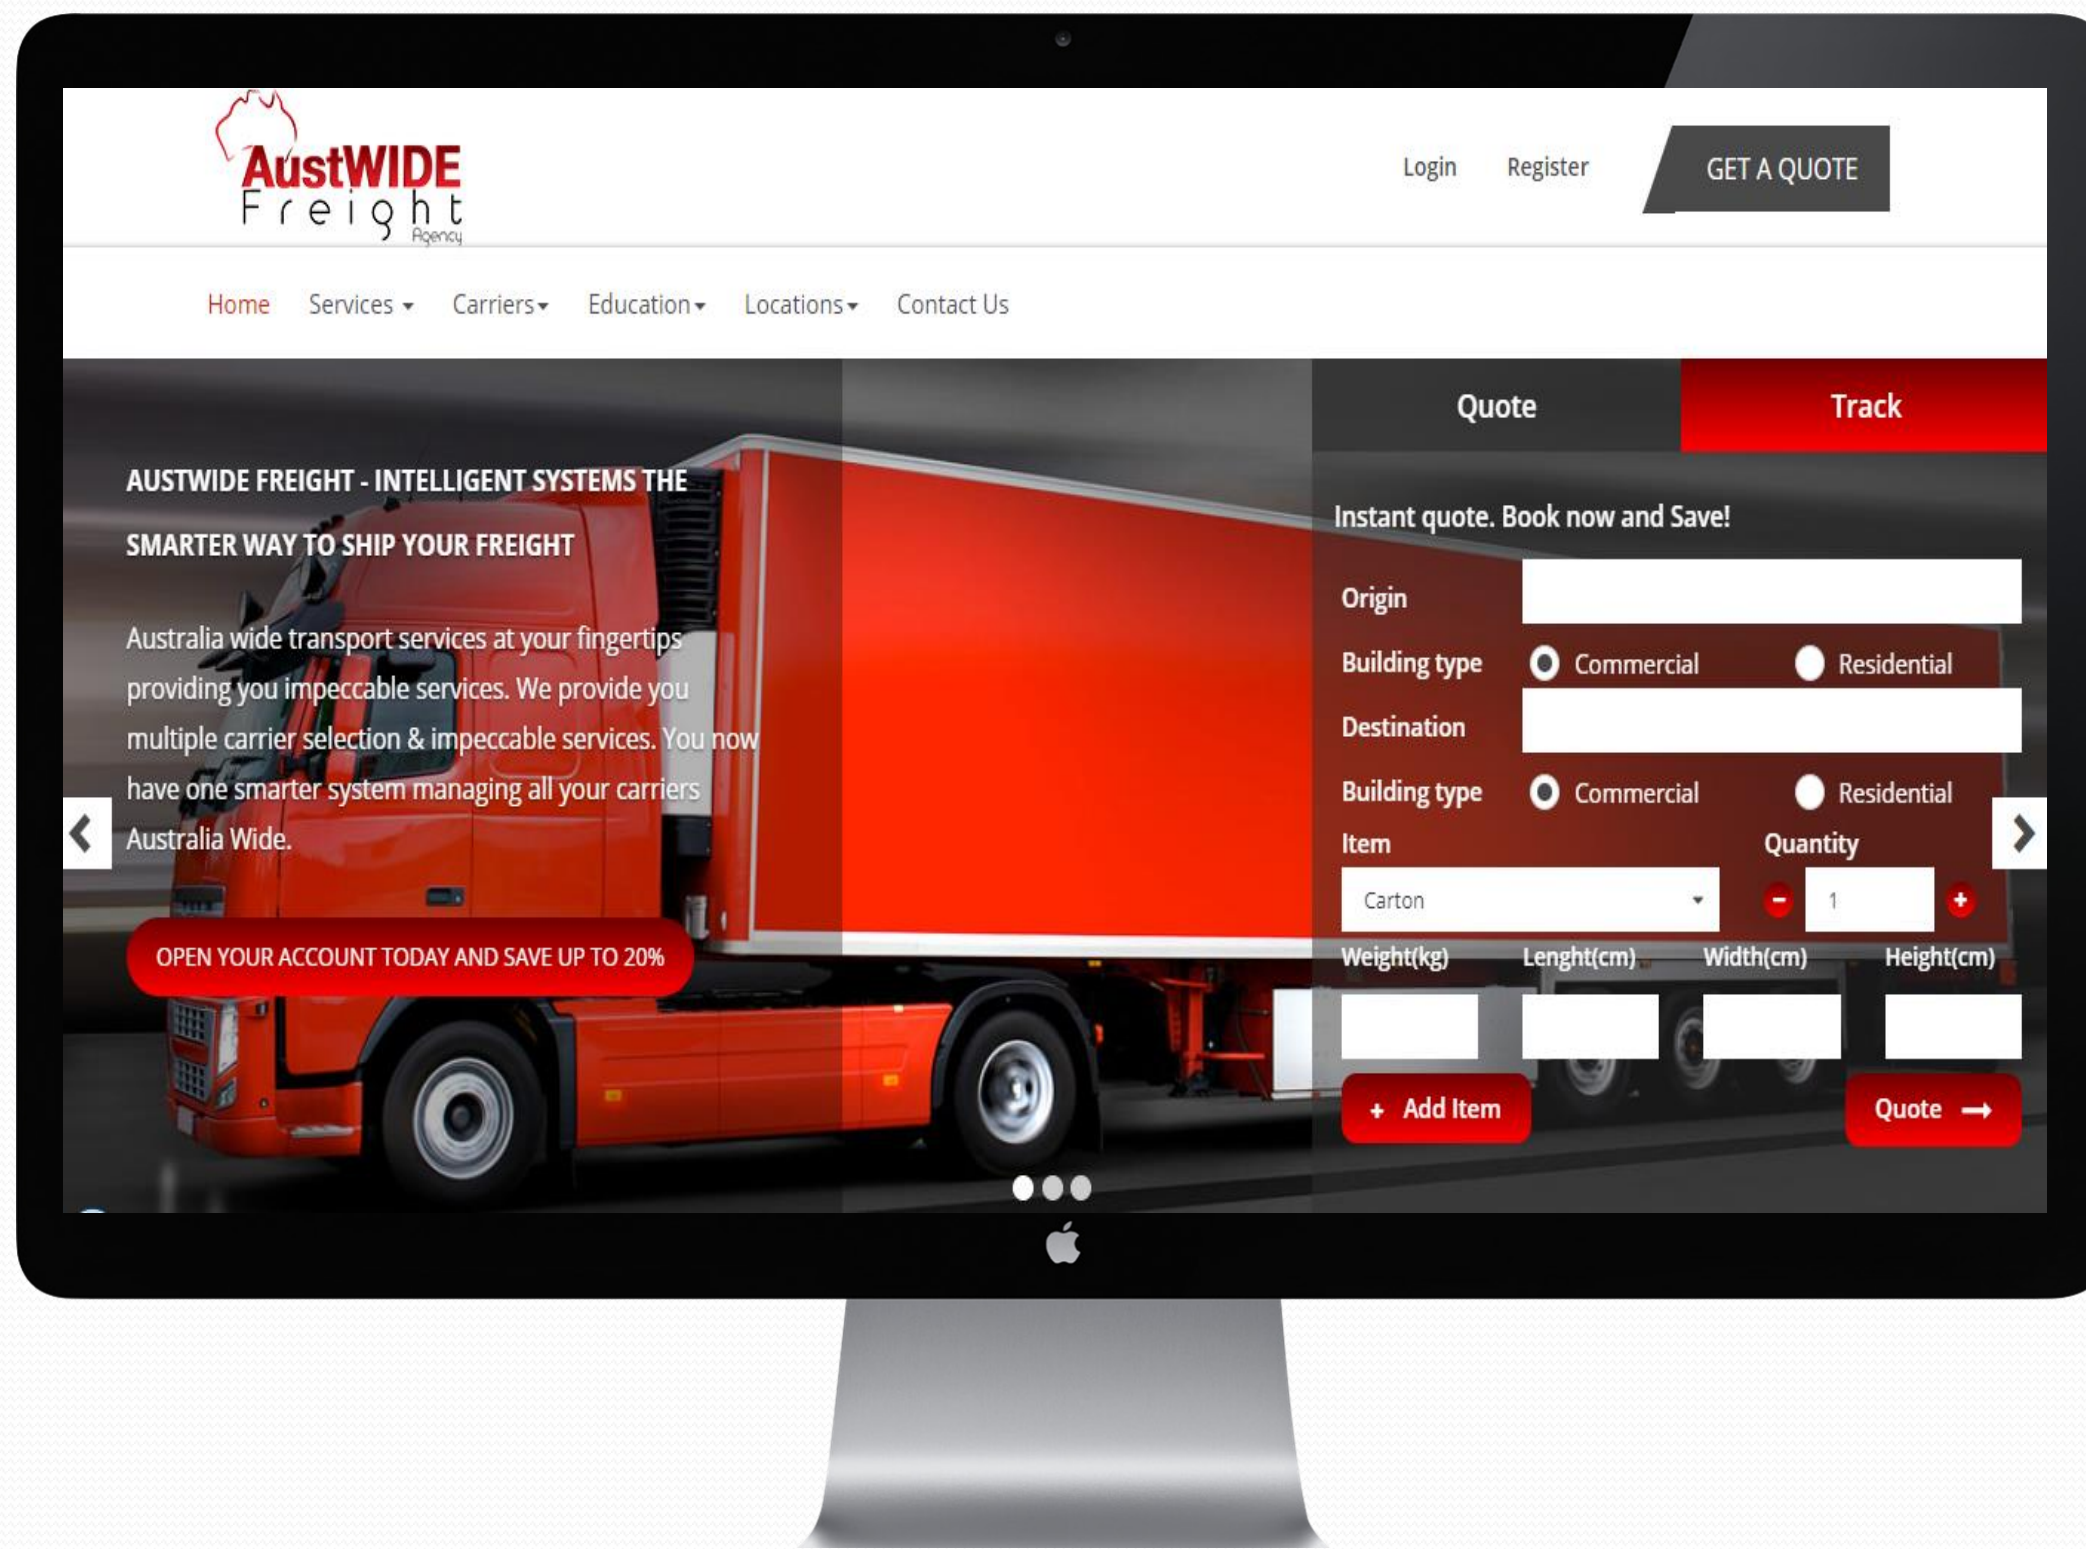 AustWIDE
Freight
Agency
Login Register GET A QUOTE
Home Services Carriers Education Locations Contact Us
AUSTWIDE FREIGHT - INTELLIGENT SYSTEMS THE
SMARTER WAY TO SHIP YOUR FREIGHT
Australia wide transport services at your fingertips
providing you impeccable services. We provide you
multiple carrier selection & impeccable services. You now
have one smarter system managing all your carriers
Australia Wide.
OPEN YOUR ACCOUNT TODAY AND SAVE UP TO 20%
Quote Track
Instant quote. Book now and Save!
Origin
Building type Commercial Residential
Destination
Building type Commercial Residential
Item Quantity
Carton - 1 +
Weight(kg) Lenght(cm) Width(cm) Height(cm)
+ Add Item Quote →